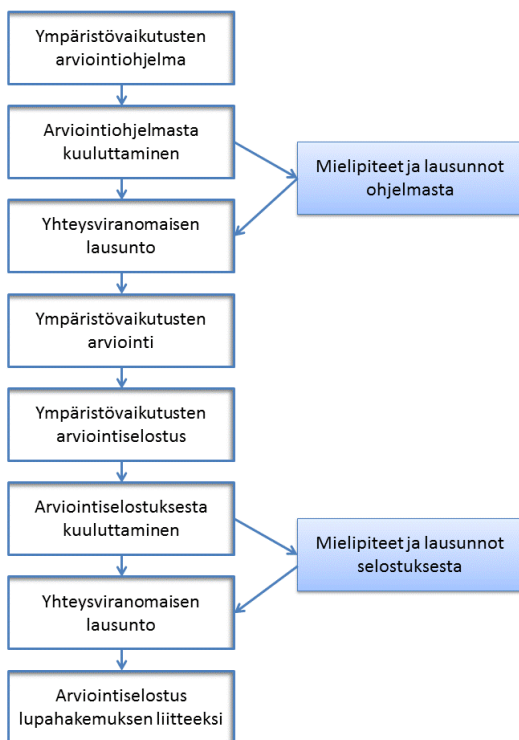 Ympäristövaikutusten
arviointiohjelma
Arviointiohjelmasta
kuuluttaminen
Mielipiteet ja lausunnot
ohjelmasta
Yhteysviranomaisen
lausunto
Ympäristövaikutusten
arviointi
Ympäristövaikutusten
arviointiselostus
Arviointiselostuksesta
kuuluttaminen
Mielipiteet ja lausunnot
selostuksesta
Yhteysviranomaisen
lausunto
Arviointiselostus
lupahakemuksen liitteeksi